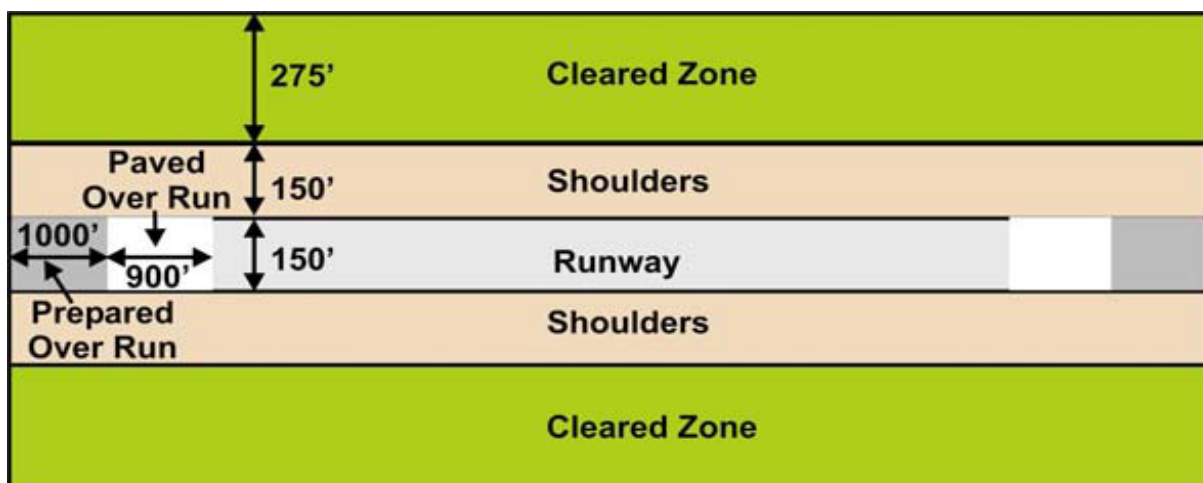 275’
Cleared Zone
Paved
Over Run
150’
Shoulders
1000’
900’
150’
Runway
Prepared
Over Run
Shoulders
Cleared Zone